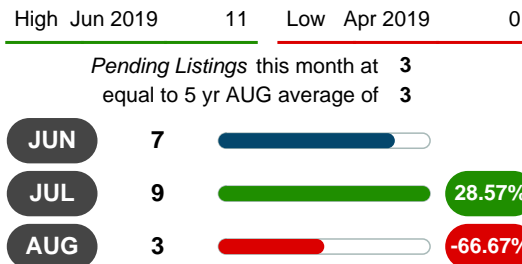 High Jun 2019 11 Low Apr 2019 0
Pending Listings this month at 3
equal to 5 yr AUG average of 3
JUN 7
JUL 9 28.57%
AUG 3 -66.67%